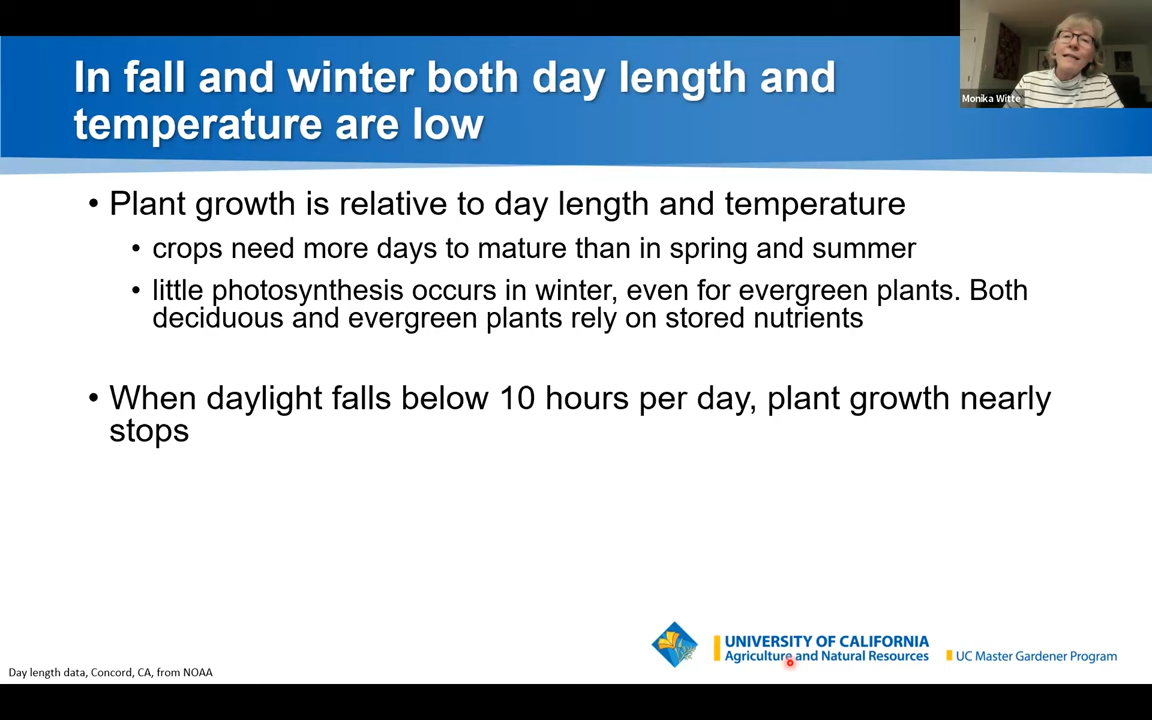 In fall and winter both day length and
temperature are low
Monika Witte
• Plant growth is relative to day length and temperature
• crops need more days to mature than in spring and summer
• little photosynthesis occurs in winter, even for evergreen plants. Both
deciduous and evergreen plants rely on stored nutrients
• When daylight falls below 10 hours per day, plant growth nearly
stops
UNIVERSITY OF CALIFORNIA
Agriculture and Natural Resources
UC Master Gardener Program
Day length data, Concord, CA, from NOAA